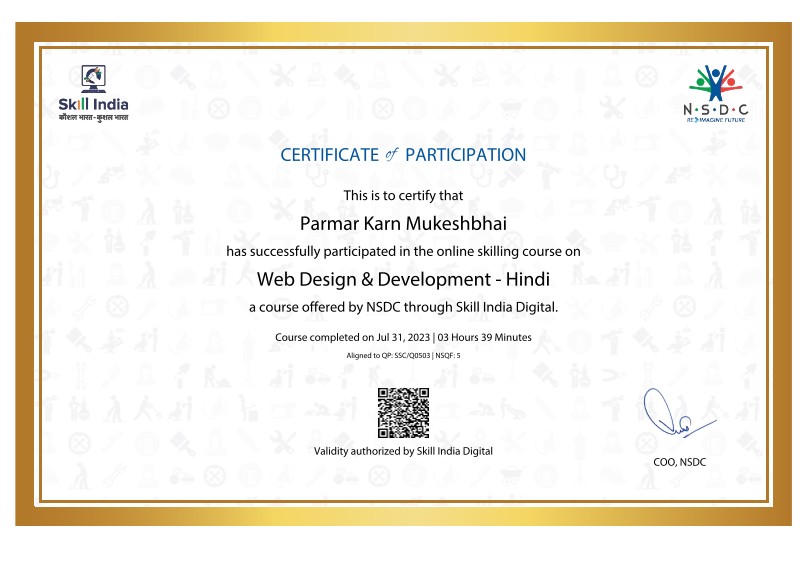 Skill India
कौशल भारत-कुशल भारत
N·S·D·C
RE IMAGINE FUTURE
CERTIFICATE of PARTICIPATION
This is to certify that
Parmar Karn Mukeshbhai
has successfully participated in the online skilling course on
Web Design & Development - Hindi
a course offered by NSDC through Skill India Digital.
Course completed on Jul 31, 2023 | 03 Hours 39 Minutes
Aligned to QP: SSC/Q0503 | NSQF: 5
Validity authorized by Skill India Digital
COO, NSDC